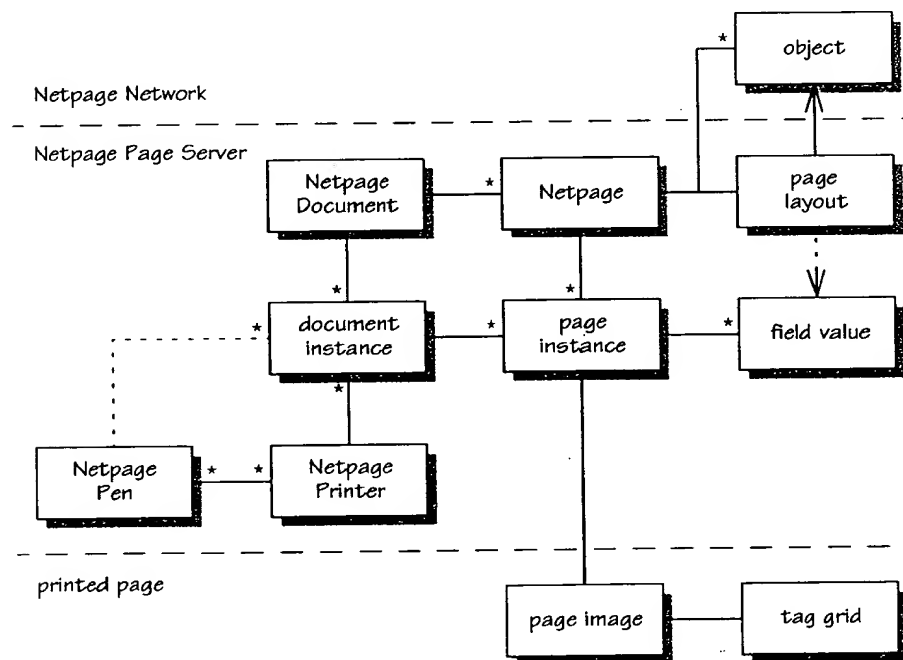 *
object
Netpage Network
Netpage Page Server
Netpage
Document
*
Netpage
page
layout
*
*
*
document
instance
*
page
instance
*
field value
*
Netpage
Pen
*
*
Netpage
Printer
printed page
page image
tag grid